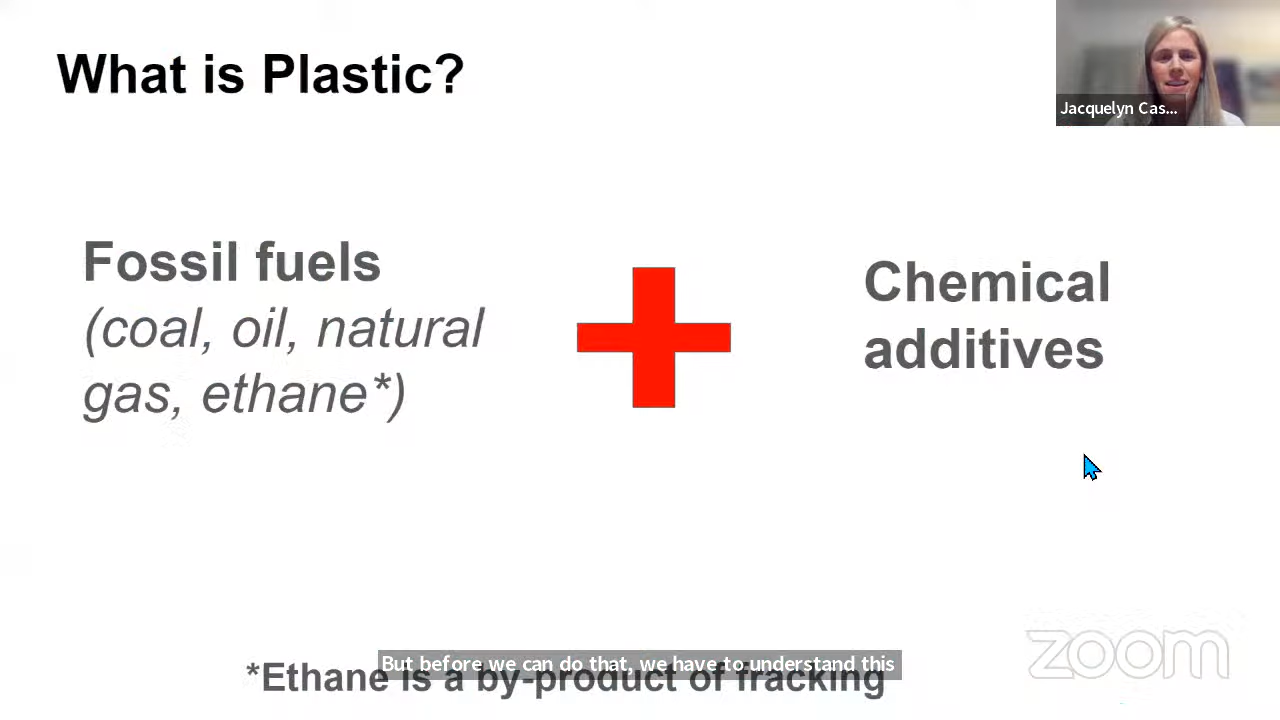 What is Plastic?
Jacquelyn Cas...
Fossil fuels
(coal, oil, natural
gas, ethane*)
Chemical
additives
zoom
But before we can do that, we have to understand this
*Ethane is a by-product of fracking